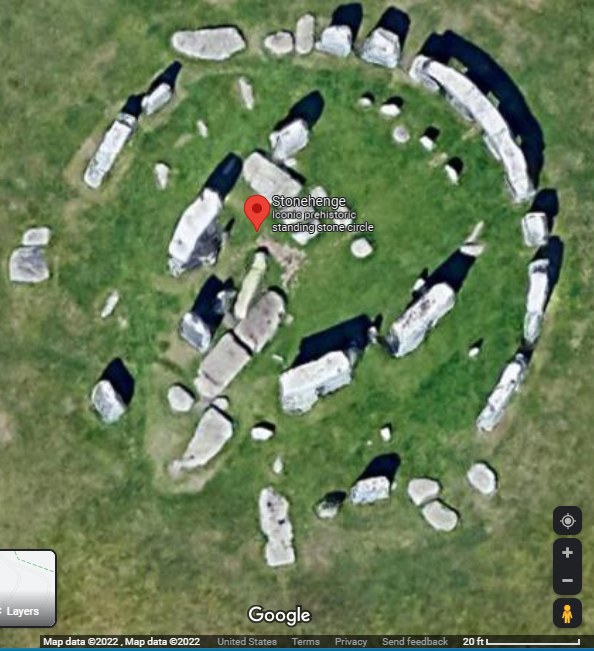 Stonehenge
Iconic prehistoric
standing stone circle
Layers
Google
Map data ©2022 , Map data ©2022 United States Terms Privacy Send feedback 20 ft